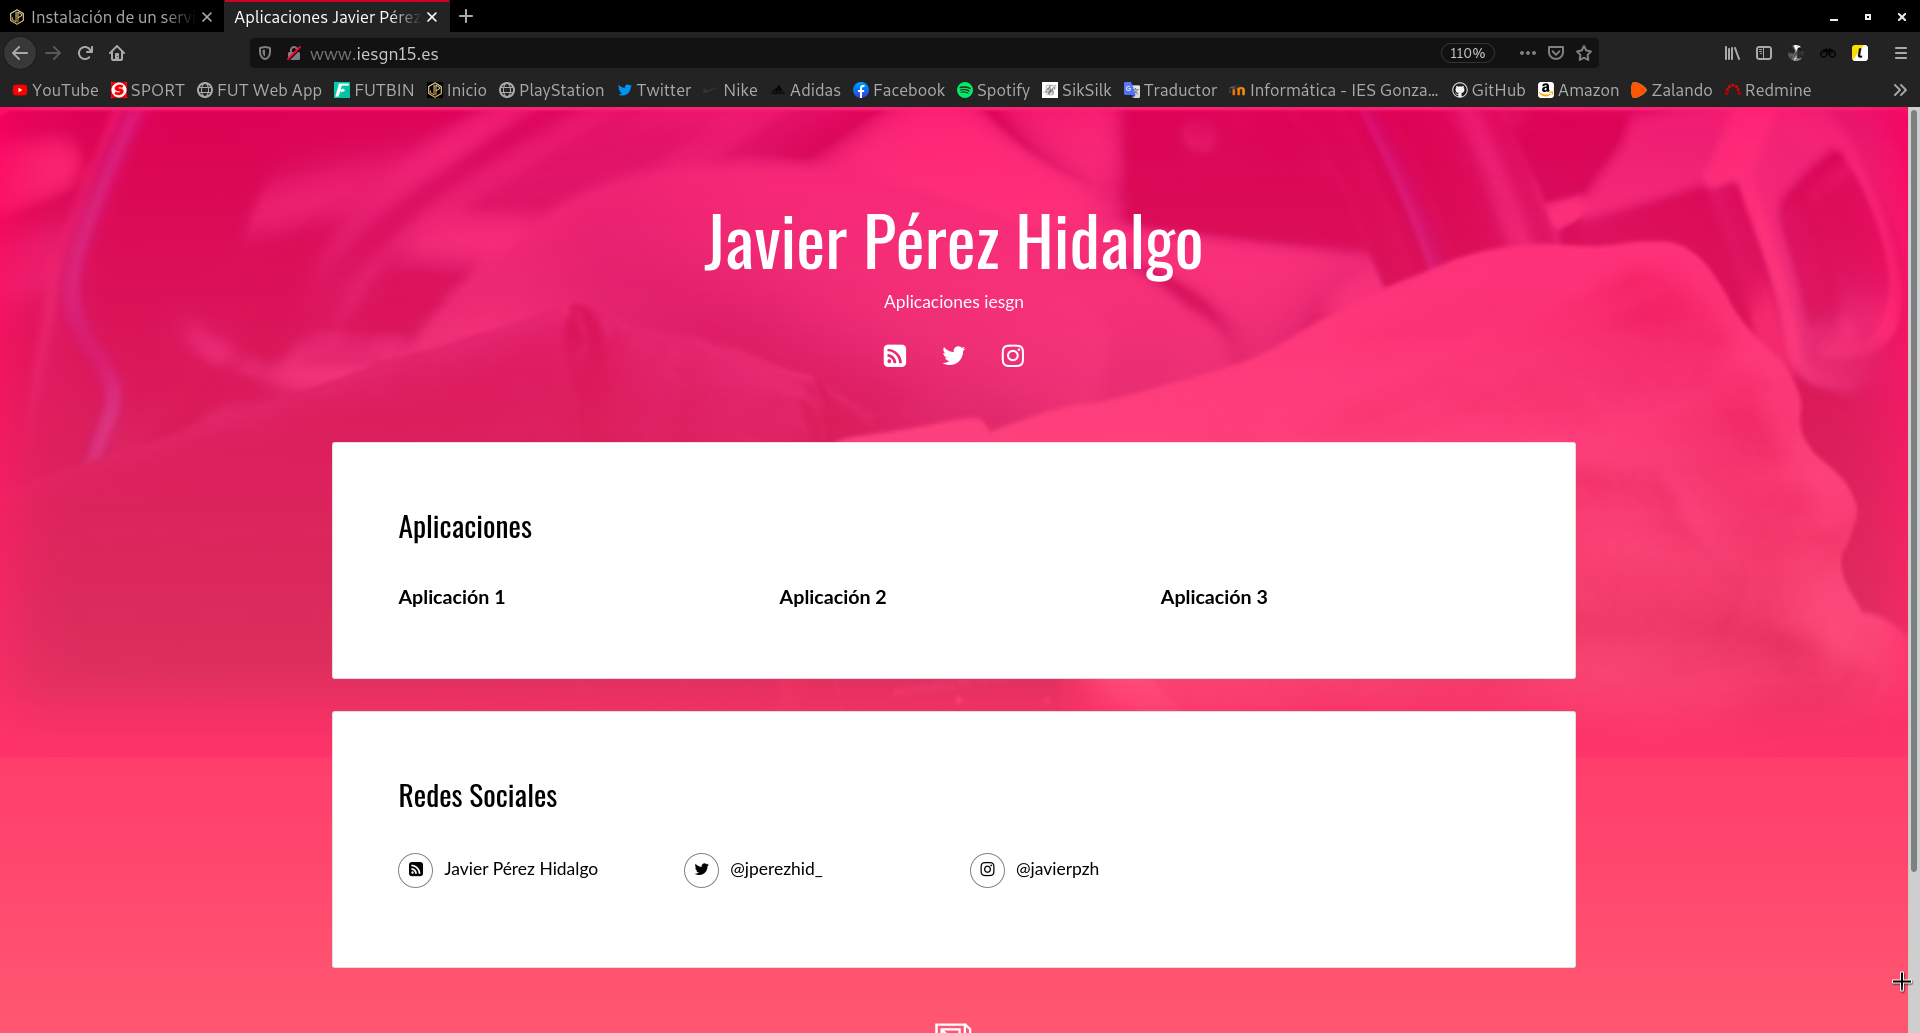 Instalación de un serv
Aplicaciones Javier Pérez
www.iesgn15.es
110%
YouTube SPORT FUT Web App FUTBIN Inicio PlayStation Twitter Nike Adidas Facebook Spotify SikSilk Traductor Informática - IES Gonza... GitHub Amazon Zalando Redmine
Javier Pérez Hidalgo
Aplicaciones iesgn
Aplicaciones
Aplicación 1 Aplicación 2 Aplicación 3
Redes Sociales
Javier Pérez Hidalgo @jperezhid_ @javierpzh